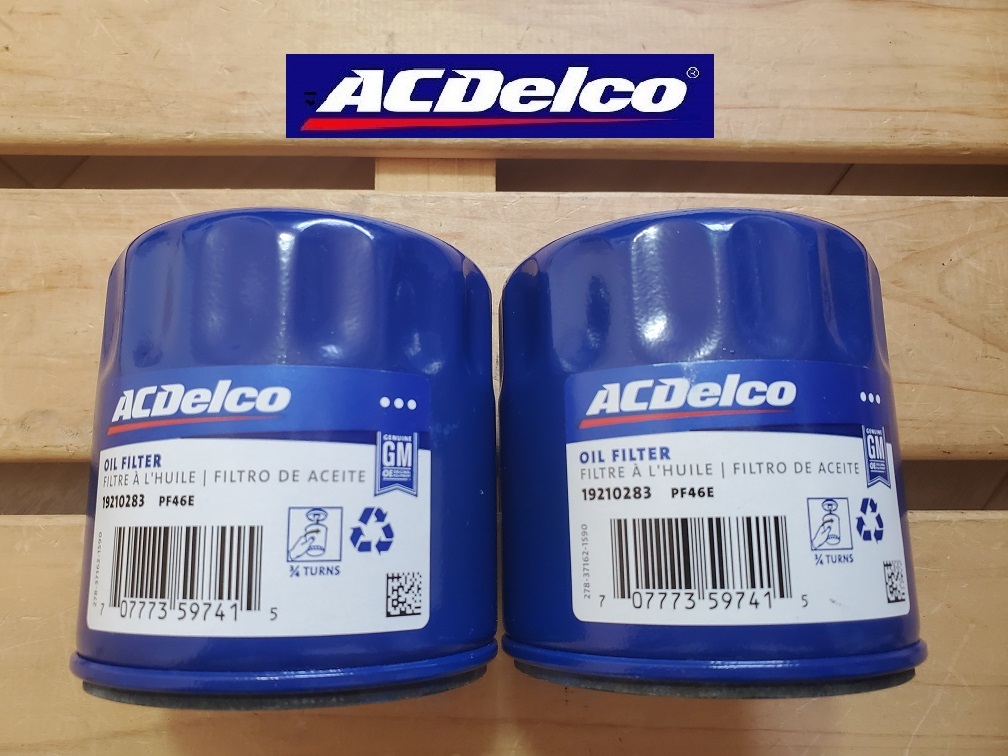 ACDelco®
ACDelco
OIL FILTER
FILTRE À L'HUILE | FILTRO DE ACEITE
19210283 PF46E
GENUINE
GM
OE
¾ TURNS
278-37162-1590
7 07773 59741 5
ACDelco
OIL FILTER
FILTRE À L'HUILE | FILTRO DE ACEITE
19210283 PF46E
GENUINE
GM
OE
¾ TURNS
278-37162-1590
7 07773 59741 5